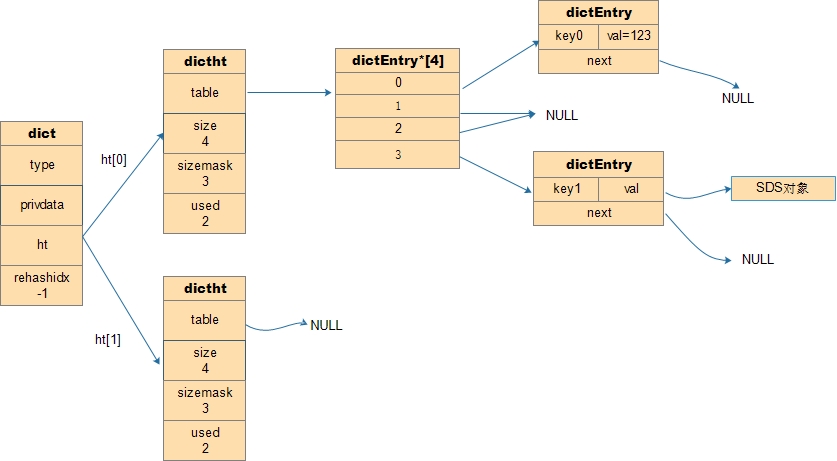 dict
type
privdata
ht
rehashidx
-1
ht[0]
ht[1]
dictht
table
size
4
sizemask
3
used
2
dictht
table
size
4
sizemask
3
used
2
NULL
dictEntry*[4]
0
1
2
3
NULL
dictEntry
key0 val=123
next
NULL
dictEntry
key1 val
next
SDS对象
NULL